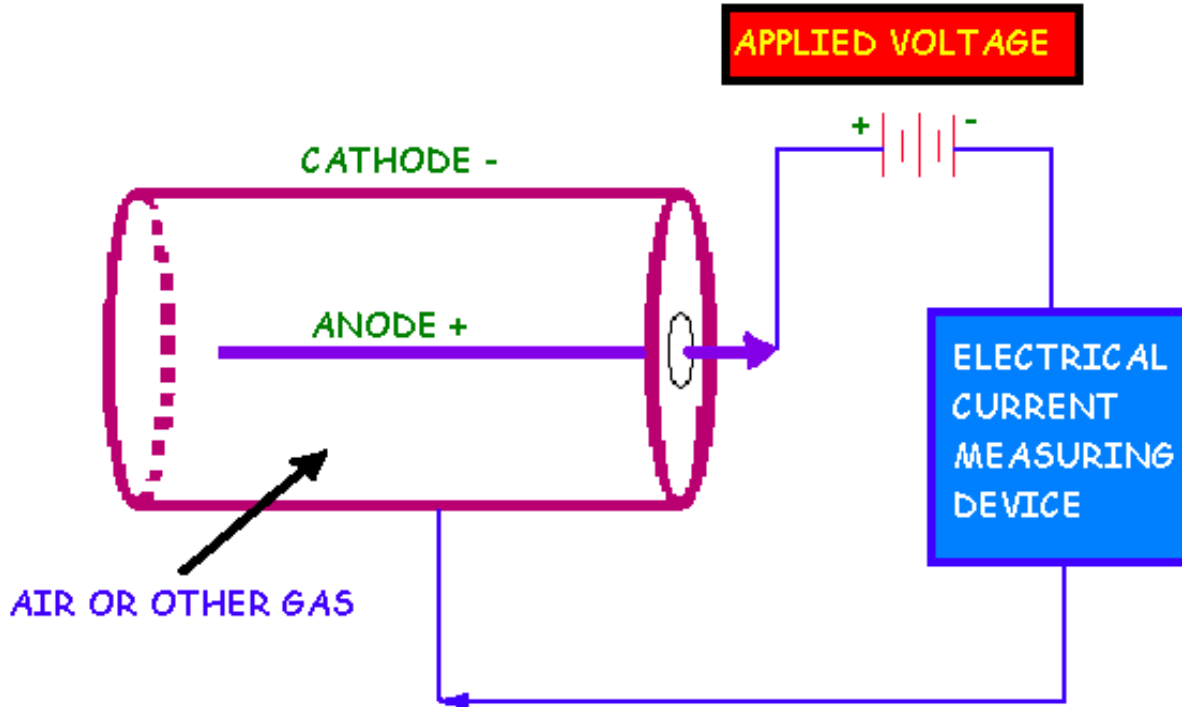 APPLIED VOLTAGE
+ -
CATHODE -
ANODE +
ELECTRICAL
CURRENT
MEASURING
DEVICE
AIR OR OTHER GAS